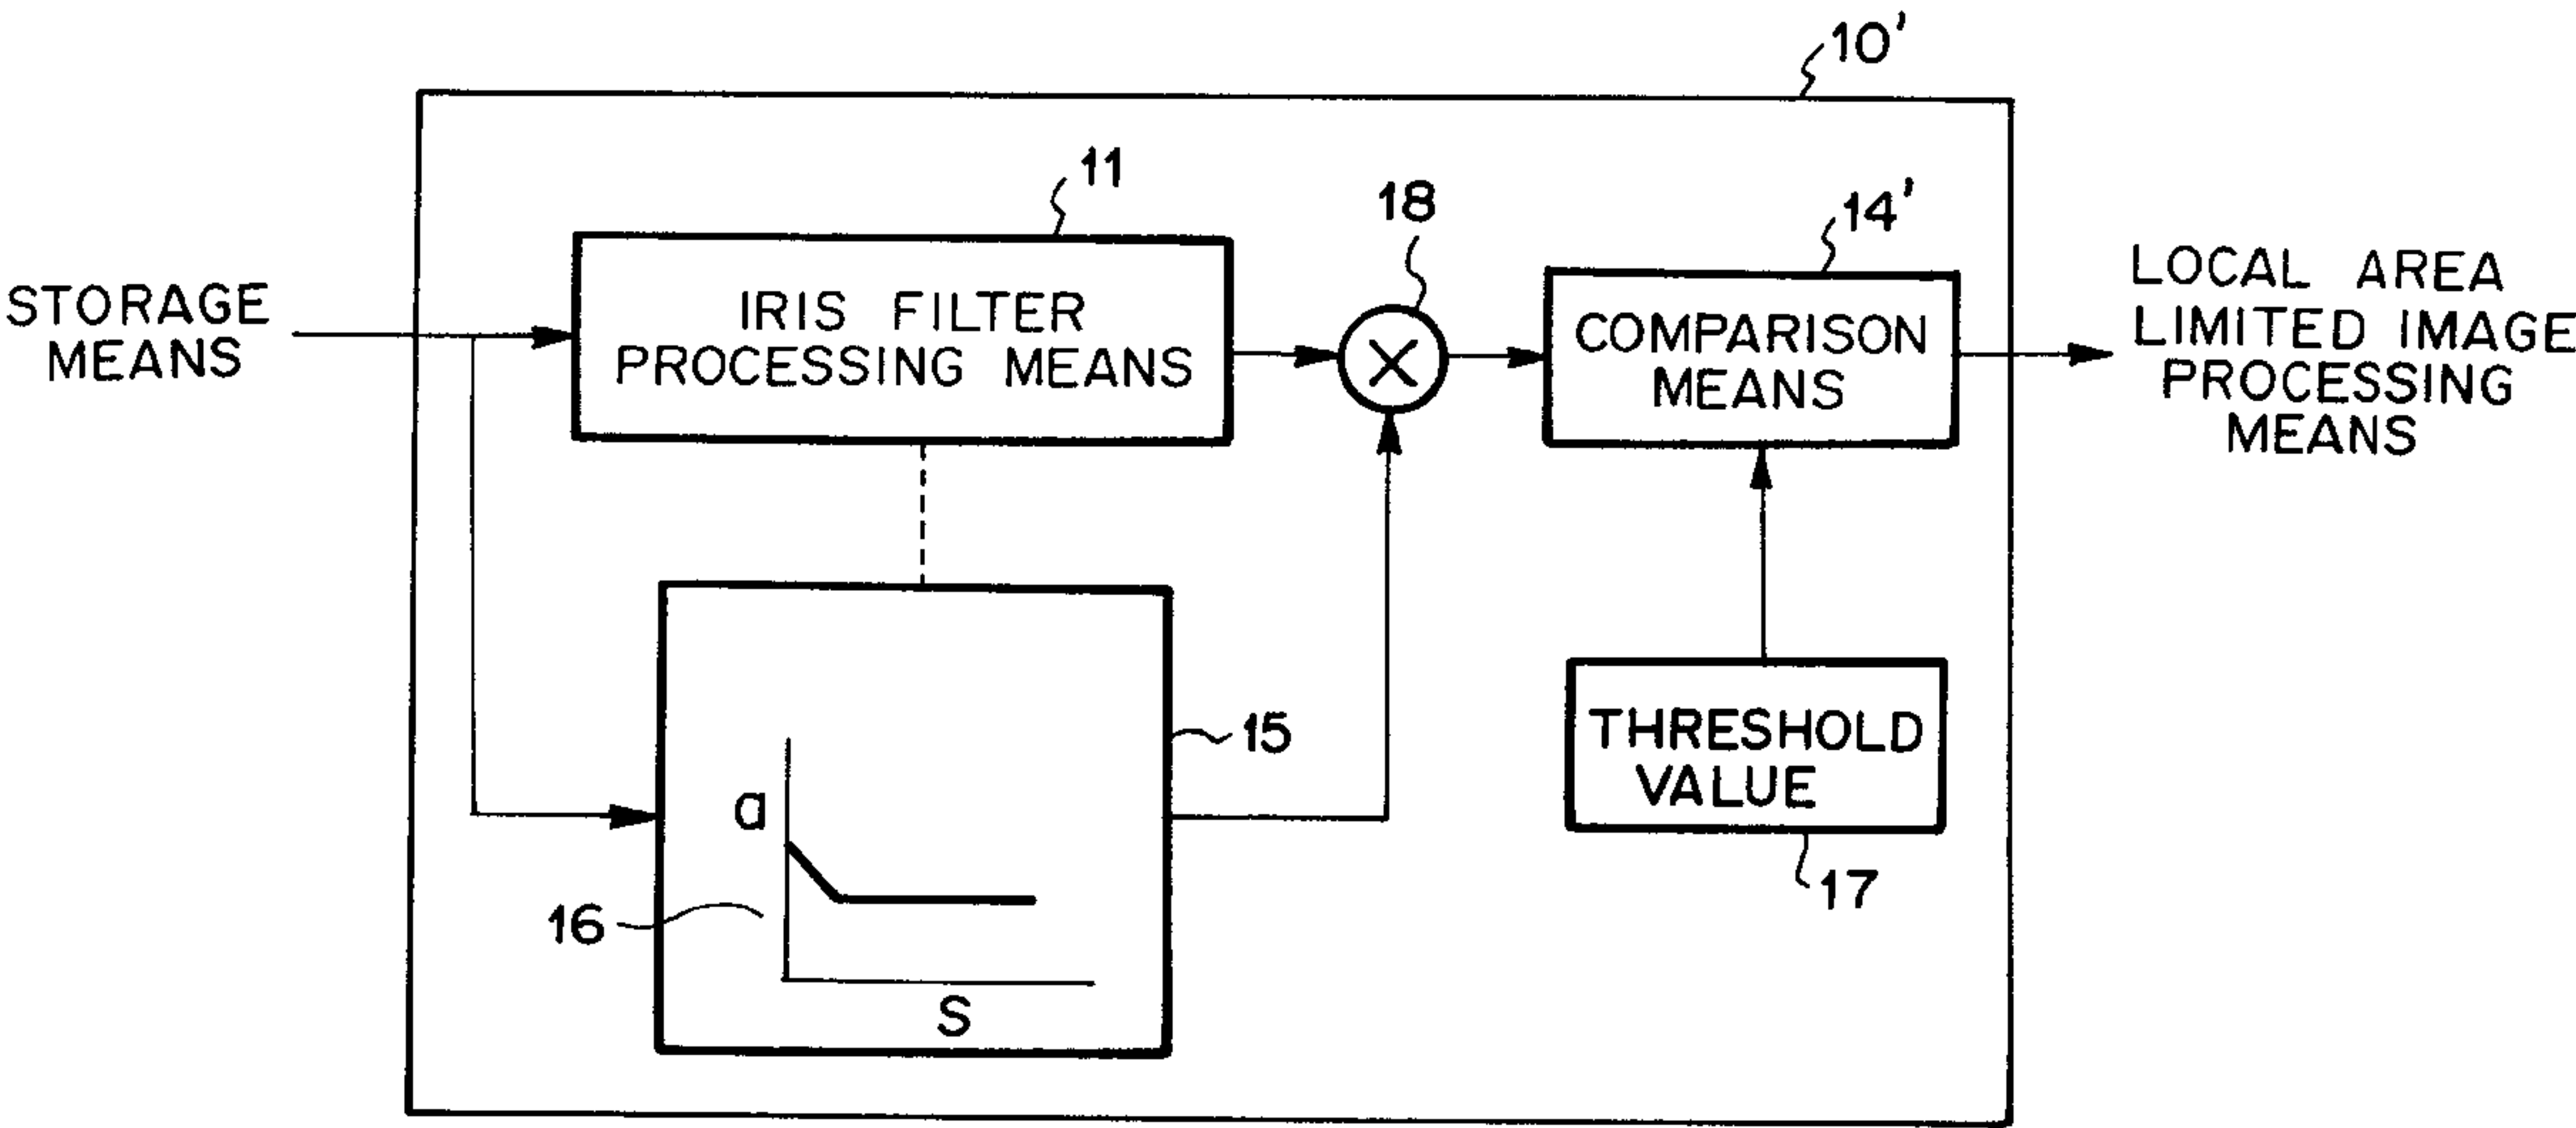 10'
11
18
14'
STORAGE
MEANS
IRIS FILTER
PROCESSING MEANS
×
COMPARISON
MEANS
LOCAL AREA
LIMITED IMAGE
PROCESSING
MEANS
15
a
16
S
THRESHOLD
VALUE
17